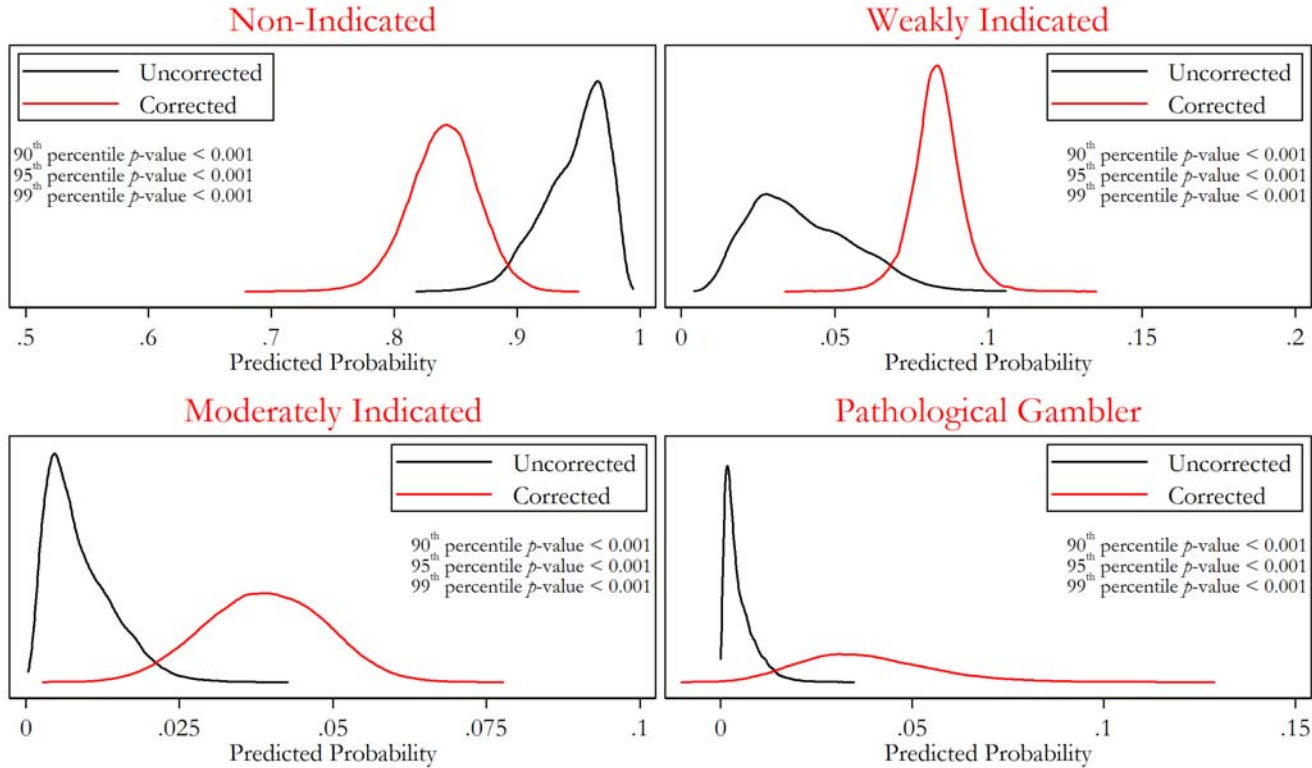 Non-Indicated
Uncorrected
Corrected
90th percentile p-value < 0.001
95th percentile p-value < 0.001
99th percentile p-value < 0.001
.5 .6 .7 .8 .9 1
Predicted Probability
Weakly Indicated
Uncorrected
Corrected
90th percentile p-value < 0.001
95th percentile p-value < 0.001
99th percentile p-value < 0.001
0 .05 .1 .15 .2
Predicted Probability
Moderately Indicated
Uncorrected
Corrected
90th percentile p-value < 0.001
95th percentile p-value < 0.001
99th percentile p-value < 0.001
0 .025 .05 .075 .1
Predicted Probability
Pathological Gambler
Uncorrected
Corrected
90th percentile p-value < 0.001
95th percentile p-value < 0.001
99th percentile p-value < 0.001
0 .05 .1 .15
Predicted Probability